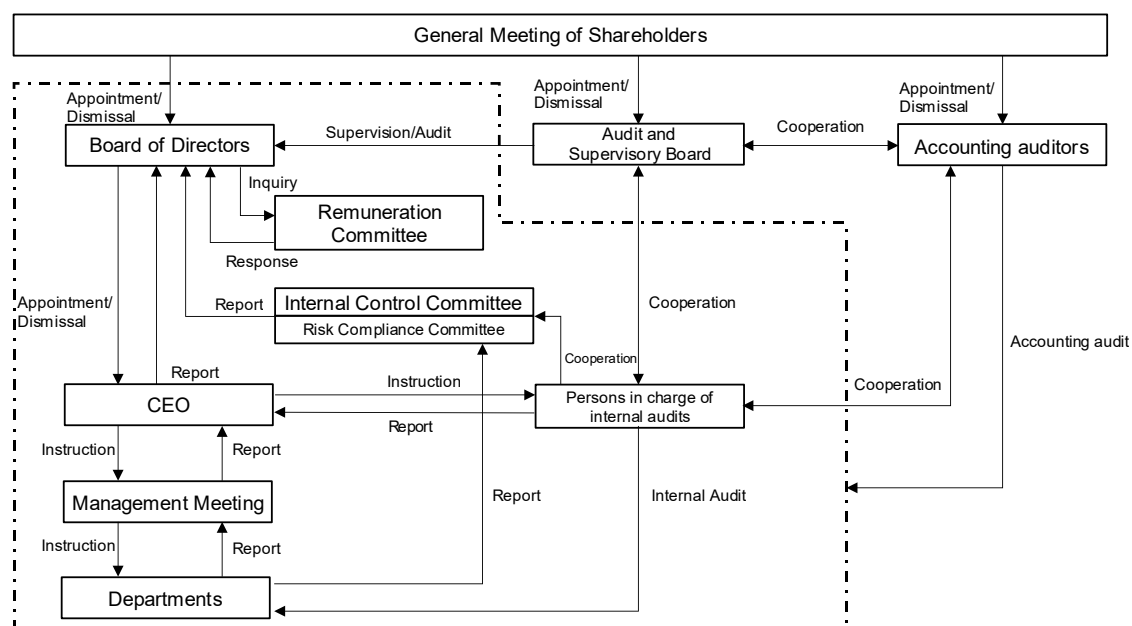 General Meeting of Shareholders
Appointment/
Dismissal
Appointment/
Dismissal
Appointment/
Dismissal
Board of Directors
Supervision/Audit
Audit and
Supervisory Board
Cooperation
Accounting auditors
Inquiry
Remuneration
Committee
Response
Appointment/
Dismissal
Report
Internal Control Committee
Risk Compliance Committee
Cooperation
Accounting audit
Cooperation
Report
CEO
Instruction
Report
Persons in charge of
internal audits
Cooperation
Instruction
Report
Management Meeting
Report
Internal Audit
Instruction
Report
Departments